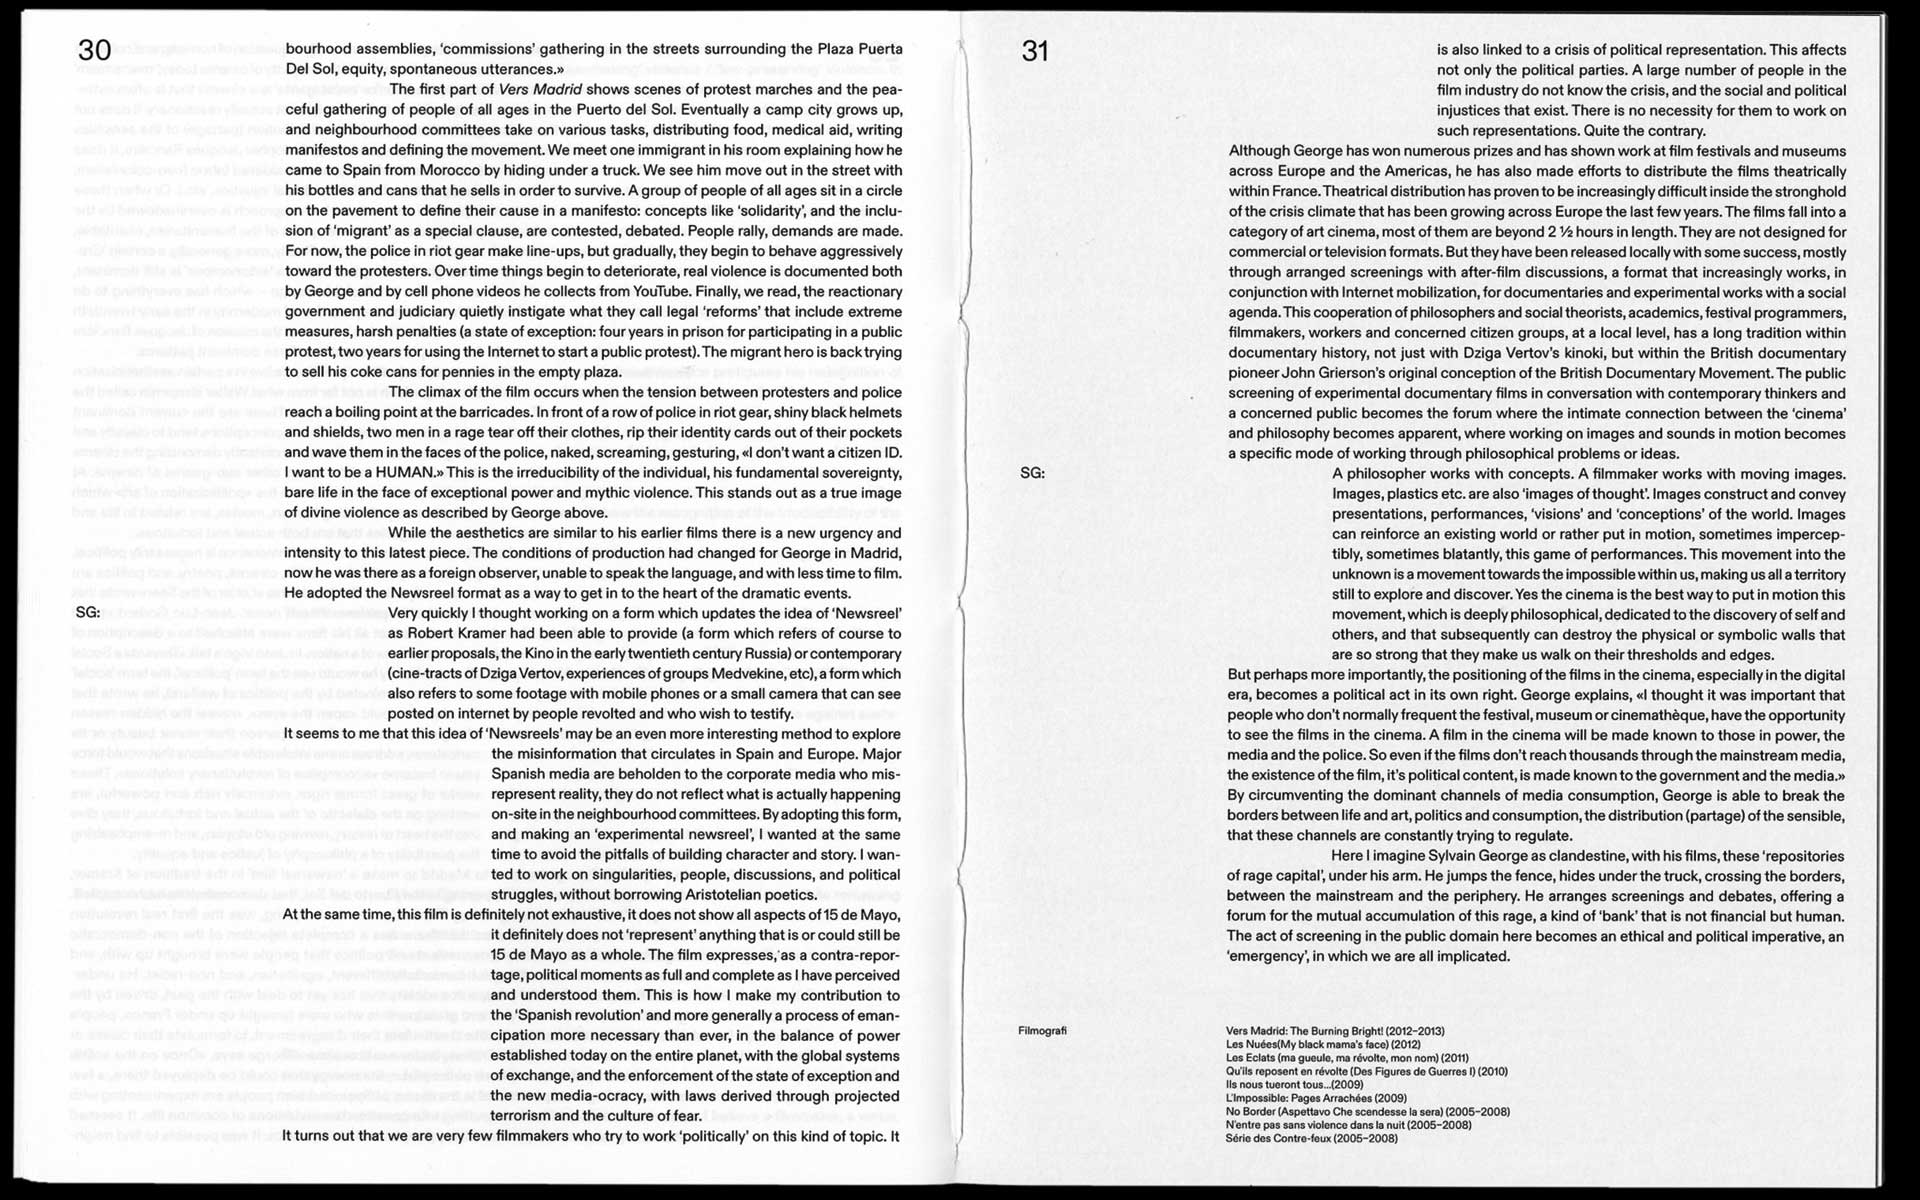 30
bourhood assemblies, ‘commissions’ gathering in the streets surrounding the Plaza Puerta
Del Sol, equity, spontaneous utterances.»
The first part of Vers Madrid shows scenes of protest marches and the pea-
ceful gathering of people of all ages in the Puerto del Sol. Eventually a camp city grows up,
and neighbourhood committees take on various tasks, distributing food, medical aid, writing
manifestos and defining the movement. We meet one immigrant in his room explaining how he
came to Spain from Morocco by hiding under a truck. We see him move out in the street with
his bottles and cans that he sells in order to survive. A group of people of all ages sit in a circle
on the pavement to define their cause in a manifesto: concepts like ‘solidarity’, and the inclu-
sion of ‘migrant’ as a special clause, are contested, debated. People rally, demands are made.
For now, the police in riot gear make line-ups, but gradually, they begin to behave aggressively
toward the protesters. Over time things begin to deteriorate, real violence is documented both
by George and by cell phone videos he collects from YouTube. Finally, we read, the reactionary
government and judiciary quietly instigate what they call legal ‘reforms’ that include extreme
measures, harsh penalties (a state of exception: four years in prison for participating in a public
protest, two years for using the Internet to start a public protest). The migrant hero is back trying
to sell his coke cans for pennies in the empty plaza.
The climax of the film occurs when the tension between protesters and police
reach a boiling point at the barricades. In front of a row of police in riot gear, shiny black helmets
and shields, two men in a rage tear off their clothes, rip their identity cards out of their pockets
and wave them in the faces of the police, naked, screaming, gesturing, «I don’t want a citizen ID.
I want to be a HUMAN.» This is the irreducibility of the individual, his fundamental sovereignty,
bare life in the face of exceptional power and mythic violence. This stands out as a true image
of divine violence as described by George above.
While the aesthetics are similar to his earlier films there is a new urgency and
intensity to this latest piece. The conditions of production had changed for George in Madrid,
now he was there as a foreign observer, unable to speak the language, and with less time to film.
He adopted the Newsreel format as a way to get in to the heart of the dramatic events.
SG: Very quickly I thought working on a form which updates the idea of ‘Newsreel’
as Robert Kramer had been able to provide (a form which refers of course to
earlier proposals, the Kino in the early twentieth century Russia) or contemporary
(cine-tracts of Dziga Vertov, experiences of groups Medvekine, etc), a form which
also refers to some footage with mobile phones or a small camera that can see
posted on internet by people revolted and who wish to testify.
It seems to me that this idea of ‘Newsreels’ may be an even more interesting method to explore
the misinformation that circulates in Spain and Europe. Major
Spanish media are beholden to the corporate media who mis-
represent reality, they do not reflect what is actually happening
on-site in the neighbourhood committees. By adopting this form,
and making an ‘experimental newsreel’, I wanted at the same
time to avoid the pitfalls of building character and story. I wan-
ted to work on singularities, people, discussions, and political
struggles, without borrowing Aristotelian poetics.
At the same time, this film is definitely not exhaustive, it does not show all aspects of 15 de Mayo,
it definitely does not ‘represent’ anything that is or could still be
15 de Mayo as a whole. The film expresses, as a contra-repor-
tage, political moments as full and complete as I have perceived
and understood them. This is how I make my contribution to
the ‘Spanish revolution’ and more generally a process of eman-
cipation more necessary than ever, in the balance of power
established today on the entire planet, with the global systems
of exchange, and the enforcement of the state of exception and
the new media-ocracy, with laws derived through projected
terrorism and the culture of fear.
It turns out that we are very few filmmakers who try to work ‘politically’ on this kind of topic. It
31
is also linked to a crisis of political representation. This affects
not only the political parties. A large number of people in the
film industry do not know the crisis, and the social and political
injustices that exist. There is no necessity for them to work on
such representations. Quite the contrary.
Although George has won numerous prizes and has shown work at film festivals and museums
across Europe and the Americas, he has also made efforts to distribute the films theatrically
within France. Theatrical distribution has proven to be increasingly difficult inside the stronghold
of the crisis climate that has been growing across Europe the last few years. The films fall into a
category of art cinema, most of them are beyond 2 ½ hours in length. They are not designed for
commercial or television formats. But they have been released locally with some success, mostly
through arranged screenings with after-film discussions, a format that increasingly works, in
conjunction with Internet mobilization, for documentaries and experimental works with a social
agenda. This cooperation of philosophers and social theorists, academics, festival programmers,
filmmakers, workers and concerned citizen groups, at a local level, has a long tradition within
documentary history, not just with Dziga Vertov’s kinoki, but within the British documentary
pioneer John Grierson’s original conception of the British Documentary Movement. The public
screening of experimental documentary films in conversation with contemporary thinkers and
a concerned public becomes the forum where the intimate connection between the ‘cinema’
and philosophy becomes apparent, where working on images and sounds in motion becomes
a specific mode of working through philosophical problems or ideas.
SG: A philosopher works with concepts. A filmmaker works with moving images.
Images, plastics etc. are also ‘images of thought’. Images construct and convey
presentations, performances, ‘visions’ and ‘conceptions’ of the world. Images
can reinforce an existing world or rather put in motion, sometimes impercep-
tibly, sometimes blatantly, this game of performances. This movement into the
unknown is a movement towards the impossible within us, making us all a territory
still to explore and discover. Yes the cinema is the best way to put in motion this
movement, which is deeply philosophical, dedicated to the discovery of self and
others, and that subsequently can destroy the physical or symbolic walls that
are so strong that they make us walk on their thresholds and edges.
But perhaps more importantly, the positioning of the films in the cinema, especially in the digital
era, becomes a political act in its own right. George explains, «I thought it was important that
people who don’t normally frequent the festival, museum or cinemathèque, have the opportunity
to see the films in the cinema. A film in the cinema will be made known to those in power, the
media and the police. So even if the films don’t reach thousands through the mainstream media,
the existence of the film, it’s political content, is made known to the government and the media.»
By circumventing the dominant channels of media consumption, George is able to break the
borders between life and art, politics and consumption, the distribution (partage) of the sensible,
that these channels are constantly trying to regulate.
Here I imagine Sylvain George as clandestine, with his films, these ‘repositories
of rage capital’, under his arm. He jumps the fence, hides under the truck, crossing the borders,
between the mainstream and the periphery. He arranges screenings and debates, offering a
forum for the mutual accumulation of this rage, a kind of ‘bank’ that is not financial but human.
The act of screening in the public domain here becomes an ethical and political imperative, an
‘emergency’, in which we are all implicated.
Filmografi
Vers Madrid: The Burning Bright! (2012–2013)
Les Nuées(My black mama’s face) (2012)
Les Eclats (ma gueule, ma révolte, mon nom) (2011)
Qu’ils reposent en révolte (Des Figures de Guerres I) (2010)
Ils nous tueront tous...(2009)
L’Impossible: Pages Arrachées (2009)
No Border (Aspettavo Che scendesse la sera) (2005–2008)
N’entre pas sans violence dans la nuit (2005–2008)
Série des Contre-feux (2005–2008)